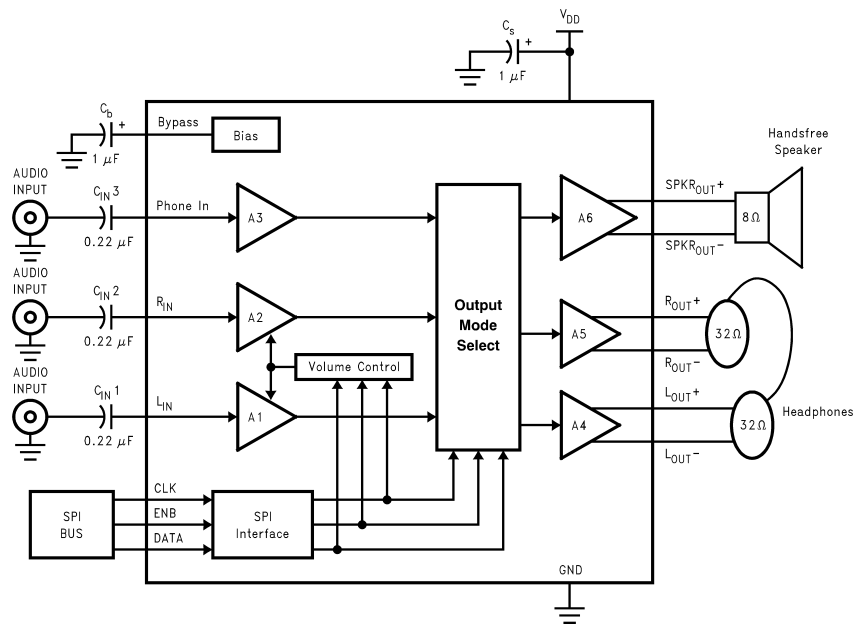 V_DD
C_s
+
1 μF
C_b
+
1 μF
Bypass
Bias
Handsfree
Speaker
AUDIO
INPUT
C_IN 3
0.22 μF
Phone In
A3
A6
SPKR_OUT+
8Ω
SPKR_OUT-
AUDIO
INPUT
C_IN 2
0.22 μF
R_IN
A2
Output
Mode
Select
A5
R_OUT+
32Ω
R_OUT-
Volume Control
AUDIO
INPUT
C_IN 1
0.22 μF
L_IN
A1
A4
L_OUT+
32Ω
L_OUT-
Headphones
SPI
BUS
CLK
ENB
DATA
SPI
Interface
GND